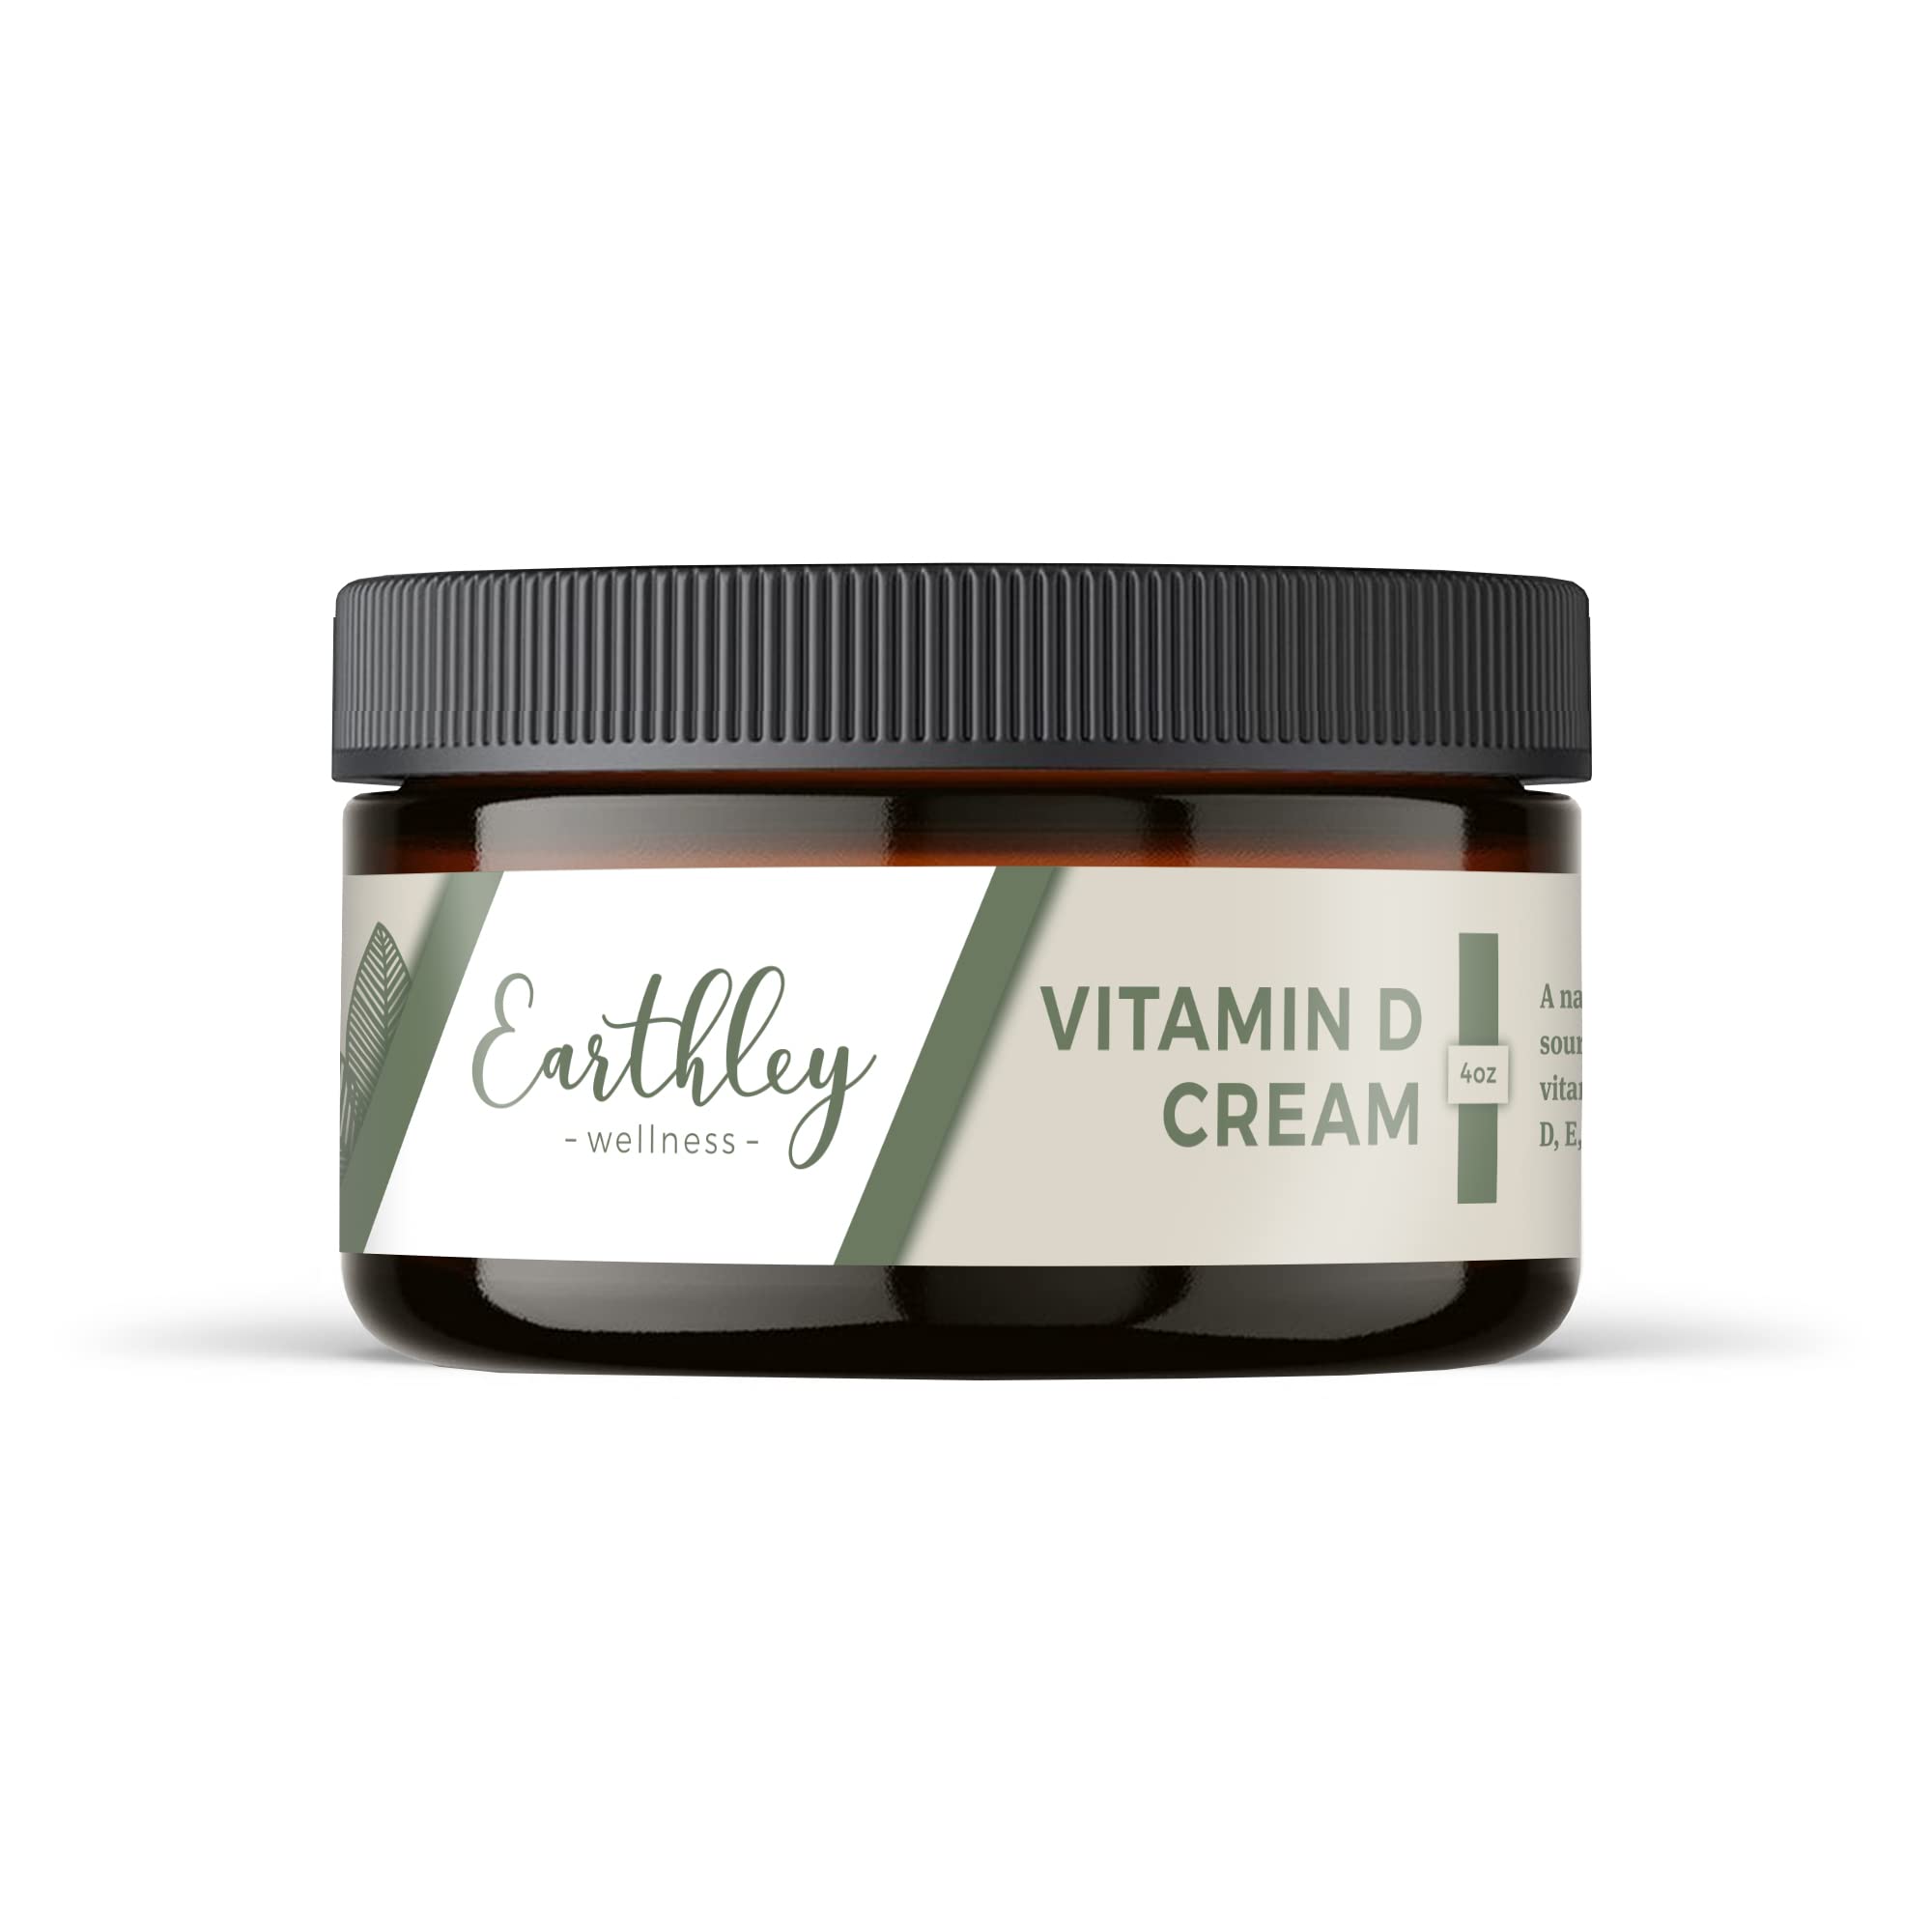 Earthley
- wellness -
VITAMIN D
CREAM
4oz
A
D, E,